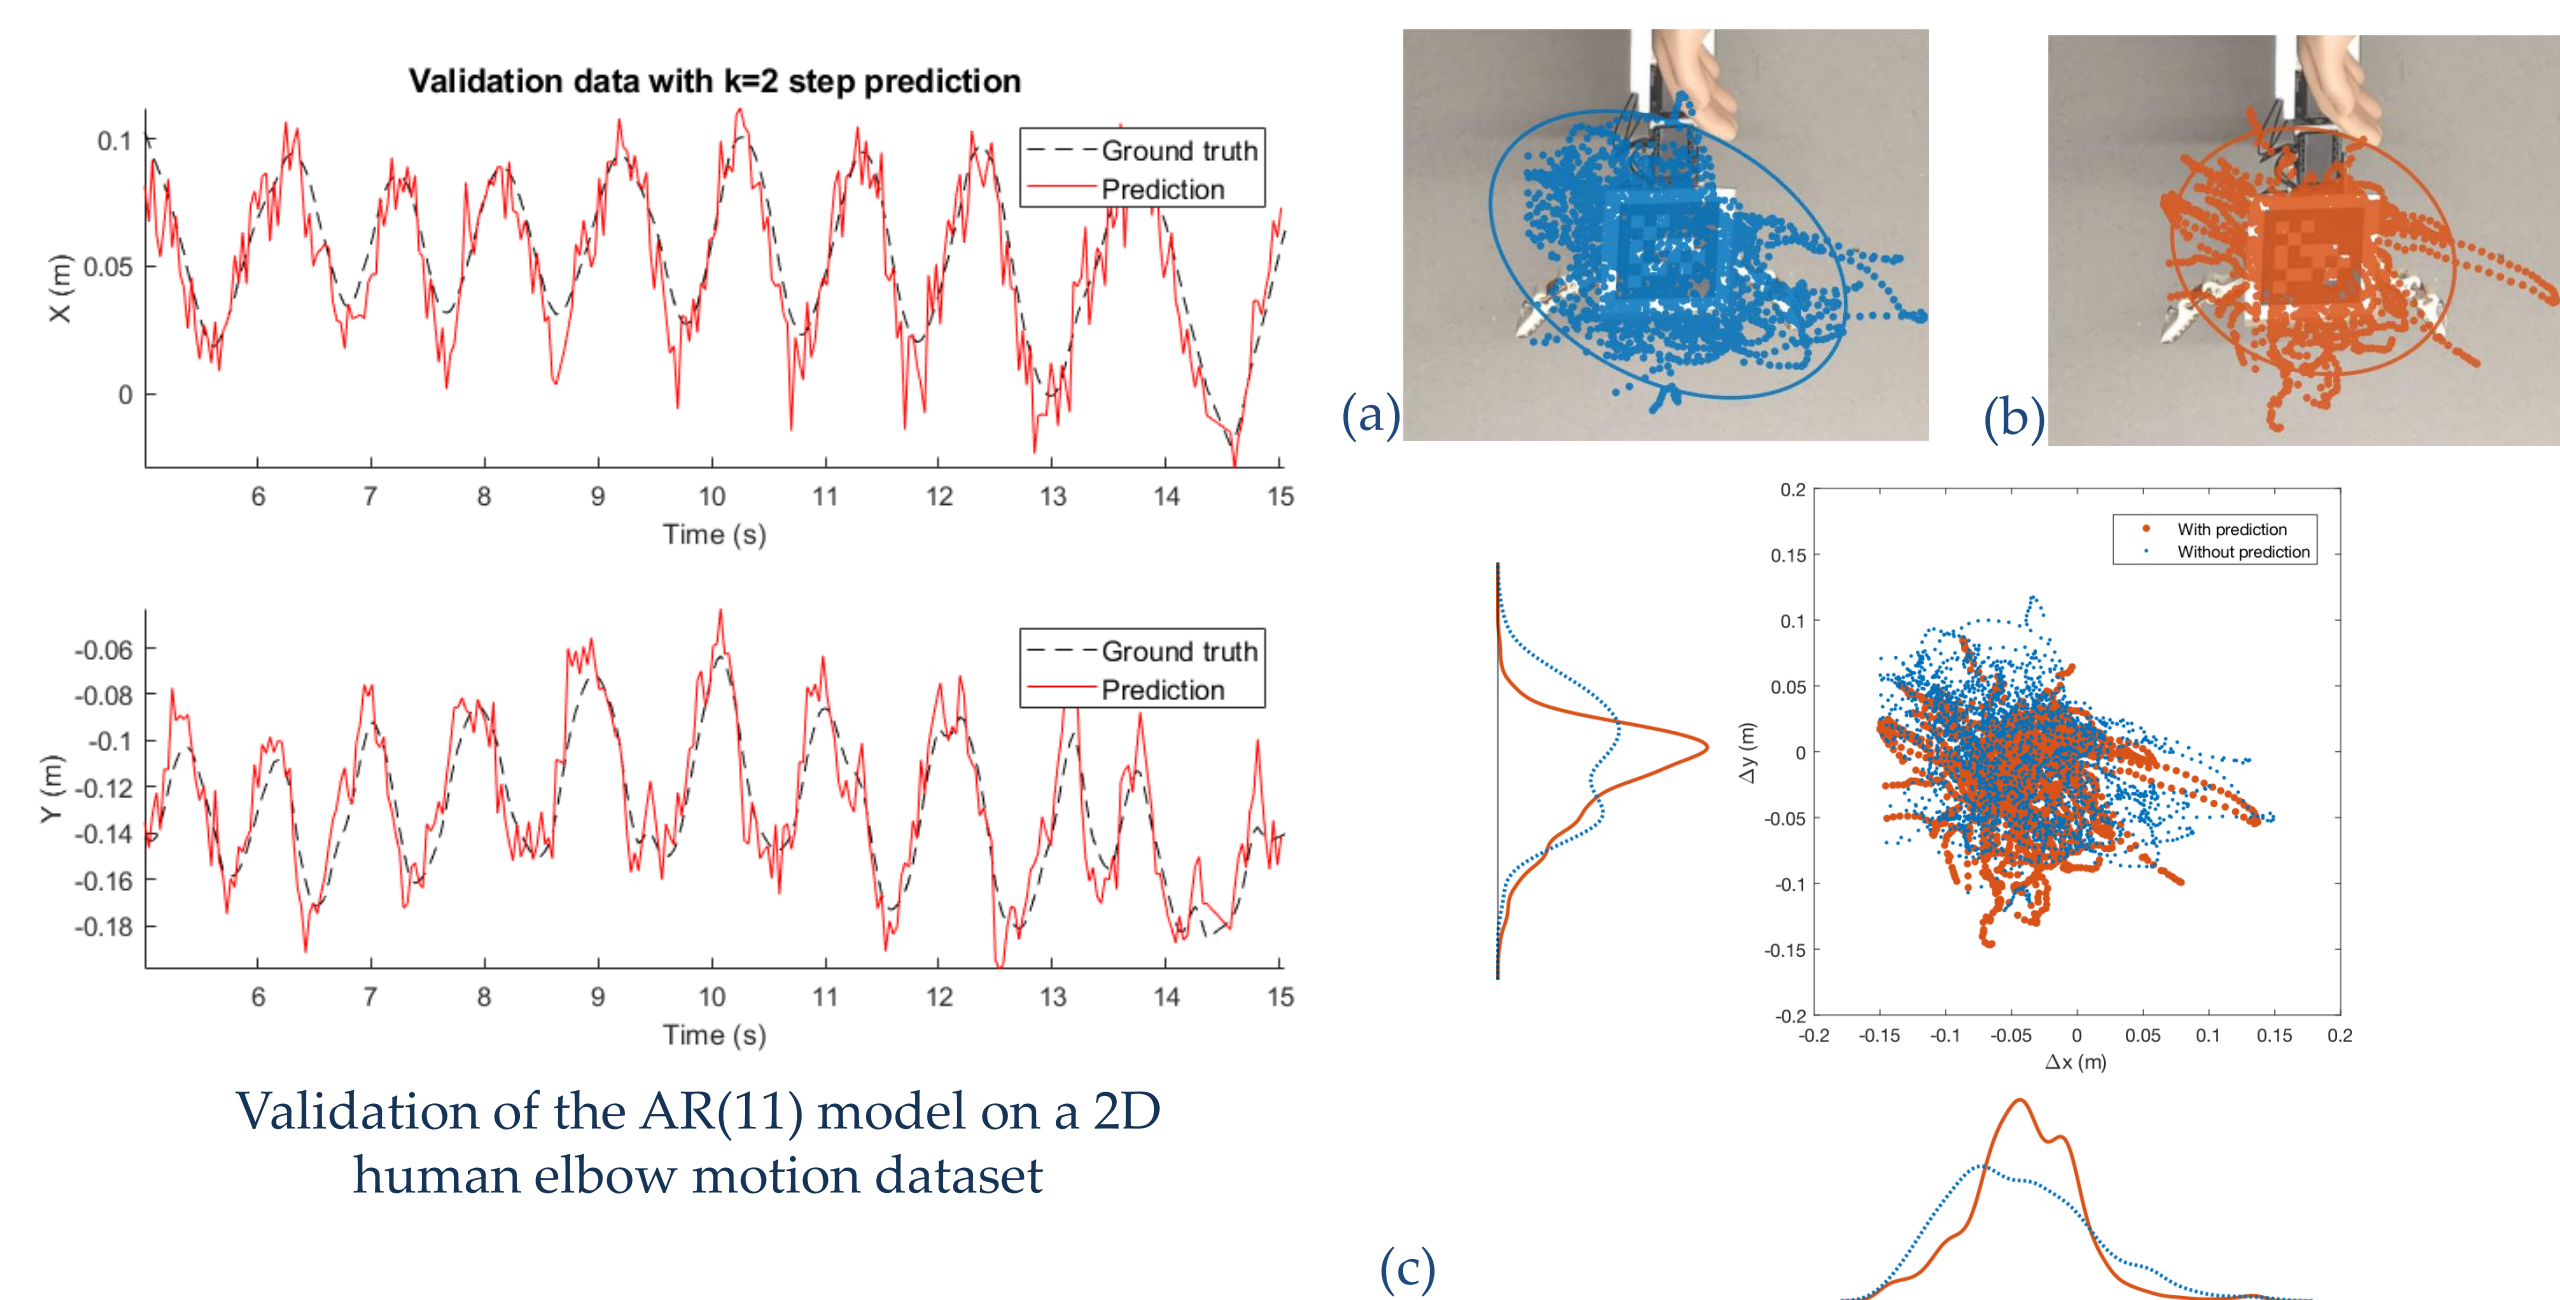 Validation data with k=2 step prediction
0.1
0.05
0
X (m)
Ground truth
Prediction
6 7 8 9 10 11 12 13 14 15
Time (s)
-0.06
-0.08
-0.1
-0.12
-0.14
-0.16
-0.18
Y (m)
Ground truth
Prediction
6 7 8 9 10 11 12 13 14 15
Time (s)
Validation of the AR(11) model on a 2D
human elbow motion dataset
(a)
(b)
0.2
0.15
0.1
0.05
0
-0.05
-0.1
-0.15
-0.2
Δy (m)
With prediction
Without prediction
-0.2 -0.15 -0.1 -0.05 0 0.05 0.1 0.15 0.2
Δx (m)
(c)